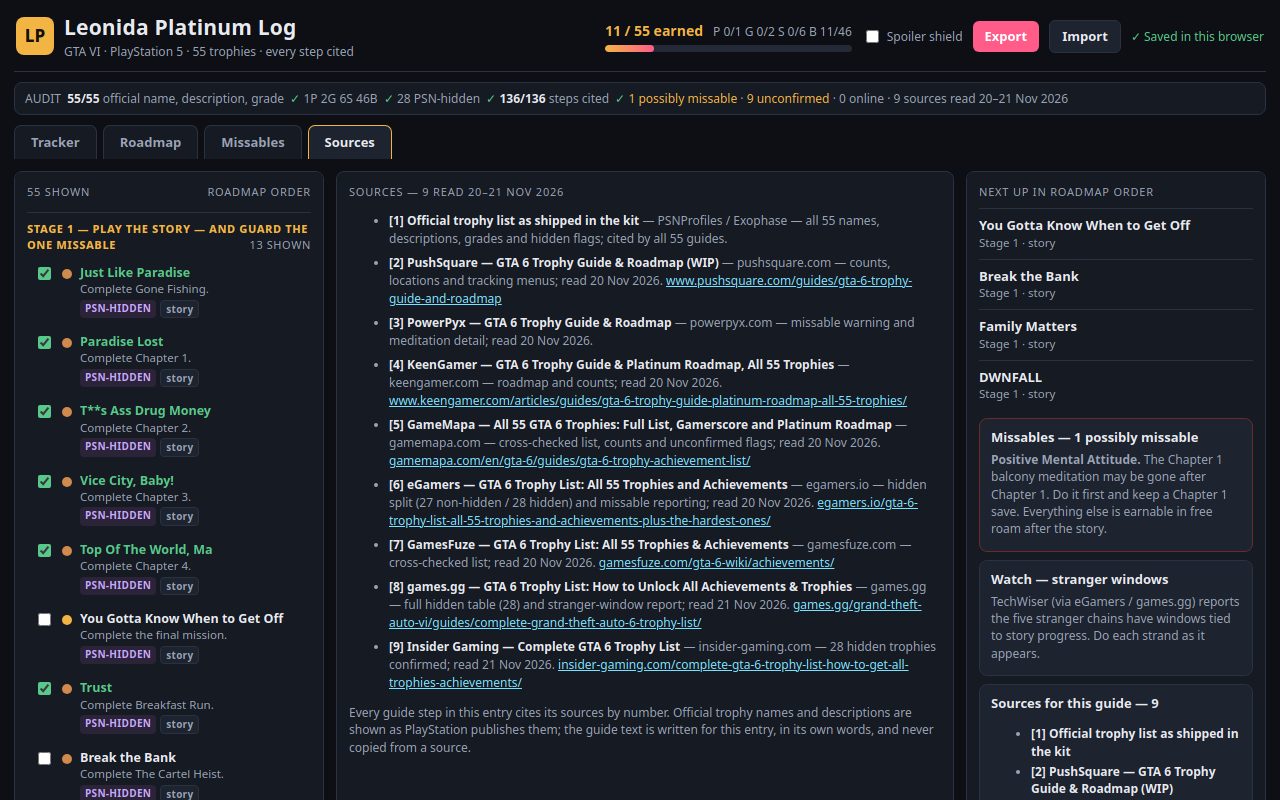 LP
Leonida Platinum Log
GTA VI · PlayStation 5 · 55 trophies · every step cited
11 / 55 earned P 0/1 G 0/2 S 0/6 B 11/46
Spoiler shield
Export
Import
✓ Saved in this browser
AUDIT 55/55 official name, description, grade ✓ 1P 2G 6S 46B ✓ 28 PSN-hidden ✓ 136/136 steps cited ✓ 1 possibly missable · 9 unconfirmed · 0 online · 9 sources read 20–21 Nov 2026
Tracker
Roadmap
Missables
Sources
55 SHOWN
ROADMAP ORDER
STAGE 1 — PLAY THE STORY — AND GUARD THE
ONE MISSABLE
13 SHOWN
Just Like Paradise
Complete Gone Fishing.
PSN-HIDDEN story
Paradise Lost
Complete Chapter 1.
PSN-HIDDEN story
T**s Ass Drug Money
Complete Chapter 2.
PSN-HIDDEN story
Vice City, Baby!
Complete Chapter 3.
PSN-HIDDEN story
Top Of The World, Ma
Complete Chapter 4.
PSN-HIDDEN story
You Gotta Know When to Get Off
Complete the final mission.
PSN-HIDDEN story
Trust
Complete Breakfast Run.
PSN-HIDDEN story
Break the Bank
Complete The Cartel Heist.
PSN-HIDDEN story
SOURCES — 9 READ 20–21 NOV 2026
[1] Official trophy list as shipped in the kit — PSNProfiles / Exophase — all 55 names,
descriptions, grades and hidden flags; cited by all 55 guides.
[2] PushSquare — GTA 6 Trophy Guide & Roadmap (WIP) — pushsquare.com — counts,
locations and tracking menus; read 20 Nov 2026. www.pushsquare.com/guides/gta-6-trophy-
guide-and-roadmap
[3] PowerPyx — GTA 6 Trophy Guide & Roadmap — powerpyx.com — missable warning and
meditation detail; read 20 Nov 2026.
[4] KeenGamer — GTA 6 Trophy Guide & Platinum Roadmap, All 55 Trophies —
keengamer.com — roadmap and counts; read 20 Nov 2026.
www.keengamer.com/articles/guides/gta-6-trophy-guide-platinum-roadmap-all-55-trophies/
[5] GameMapa — All 55 GTA 6 Trophies: Full List, Gamerscore and Platinum Roadmap —
gamemapa.com — cross-checked list, counts and unconfirmed flags; read 20 Nov 2026.
gamemapa.com/en/gta-6/guides/gta-6-trophy-achievement-list/
[6] eGamers — GTA 6 Trophy List: All 55 Trophies and Achievements — egamers.io — hidden
split (27 non-hidden / 28 hidden) and missable reporting; read 20 Nov 2026. egamers.io/gta-6-
trophy-list-all-55-trophies-and-achievements-plus-the-hardest-ones/
[7] GamesFuze — GTA 6 Trophy List: All 55 Trophies & Achievements — gamesfuze.com —
cross-checked list; read 20 Nov 2026. gamesfuze.com/gta-6-wiki/achievements/
[8] games.gg — GTA 6 Trophy List: How to Unlock All Achievements & Trophies — games.gg
— full hidden table (28) and stranger-window report; read 21 Nov 2026. games.gg/grand-theft-
auto-vi/guides/complete-grand-theft-auto-6-trophy-list/
[9] Insider Gaming — Complete GTA 6 Trophy List — insider-gaming.com — 28 hidden trophies
confirmed; read 21 Nov 2026. insider-gaming.com/complete-gta-6-trophy-list-how-to-get-all-
trophies-achievements/
Every guide step in this entry cites its sources by number. Official trophy names and descriptions are
shown as PlayStation publishes them; the guide text is written for this entry, in its own words, and never
copied from a source.
NEXT UP IN ROADMAP ORDER
You Gotta Know When to Get Off
Stage 1 · story
Break the Bank
Stage 1 · story
Family Matters
Stage 1 · story
DWNFALL
Stage 1 · story
Missables — 1 possibly missable
Positive Mental Attitude. The Chapter 1
balcony meditation may be gone after
Chapter 1. Do it first and keep a Chapter 1
save. Everything else is earnable in free
roam after the story.
Watch — stranger windows
TechWiser (via eGamers / games.gg) reports
the five stranger chains have windows tied
to story progress. Do each strand as it
appears.
Sources for this guide — 9
[1] Official trophy list as shipped in
the kit
[2] PushSquare — GTA 6 Trophy
Guide & Roadmap (WIP)